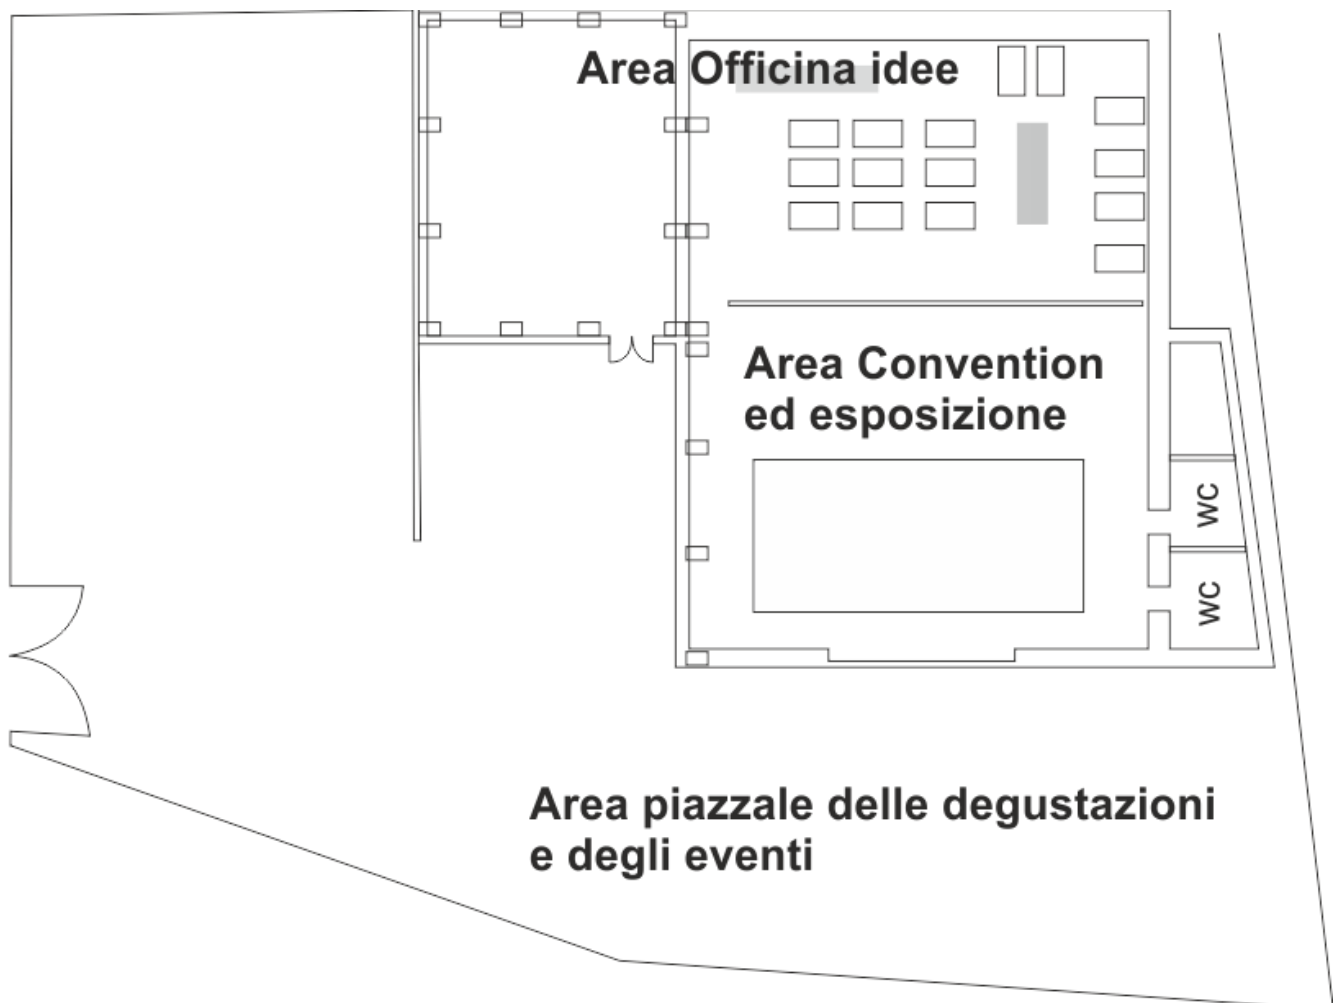 Area Officina idee
Area Convention
ed esposizione
WC
WC
Area piazzale delle degustazioni
e degli eventi